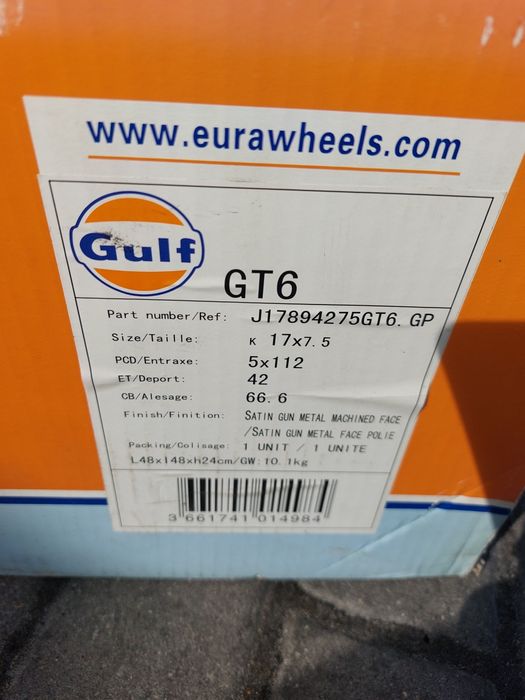 www.eurawheels.com
Gulf
GT6
Part number/Ref: J17894275GT6.GP
Size/Taille: K 17x7.5
PCD/Entraxe: 5x112
ET/Deport: 42
CB/Alesage: 66.6
Finish/Finition: SATIN GUN METAL MACHINED FACE
/SATIN GUN METAL FACE POLIE
Packing/Colisage: 1 UNIT / 1 UNITE
L48xl48xh24cm/GW:10.1kg
3 661741 014984